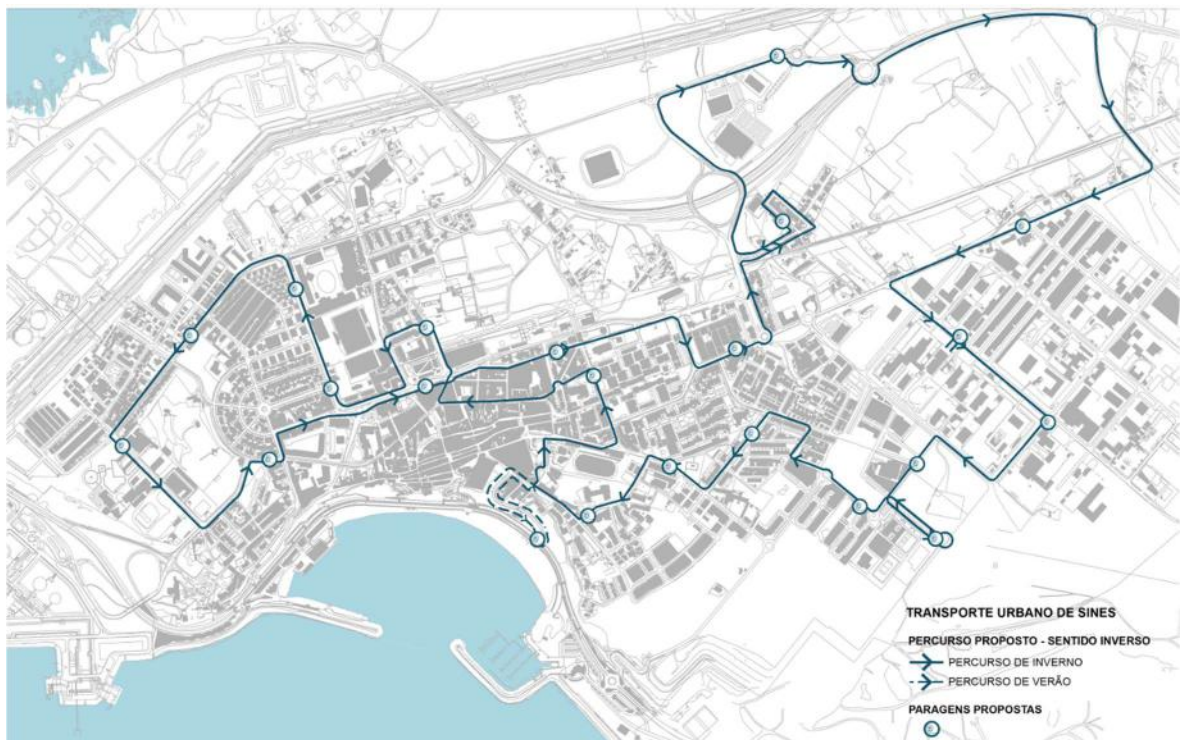 TRANSPORTE URBANO DE SINES
PERCURSO PROPOSTO - SENTIDO INVERSO
PERCURSO DE INVERNO
PERCURSO DE VERÃO
PARAGENS PROPOSTAS